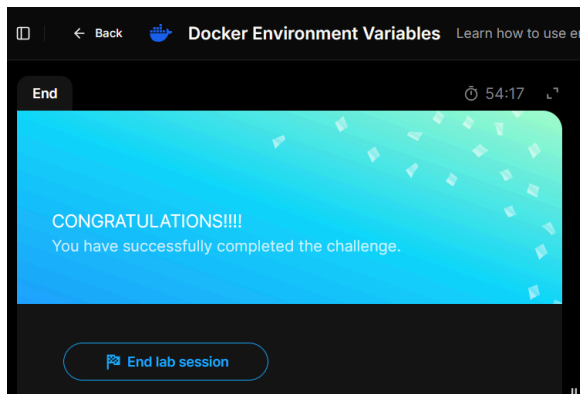 Back Docker Environment Variables Learn how to use
End 54:17
CONGRATULATIONS!!!!
You have successfully completed the challenge.
End lab session